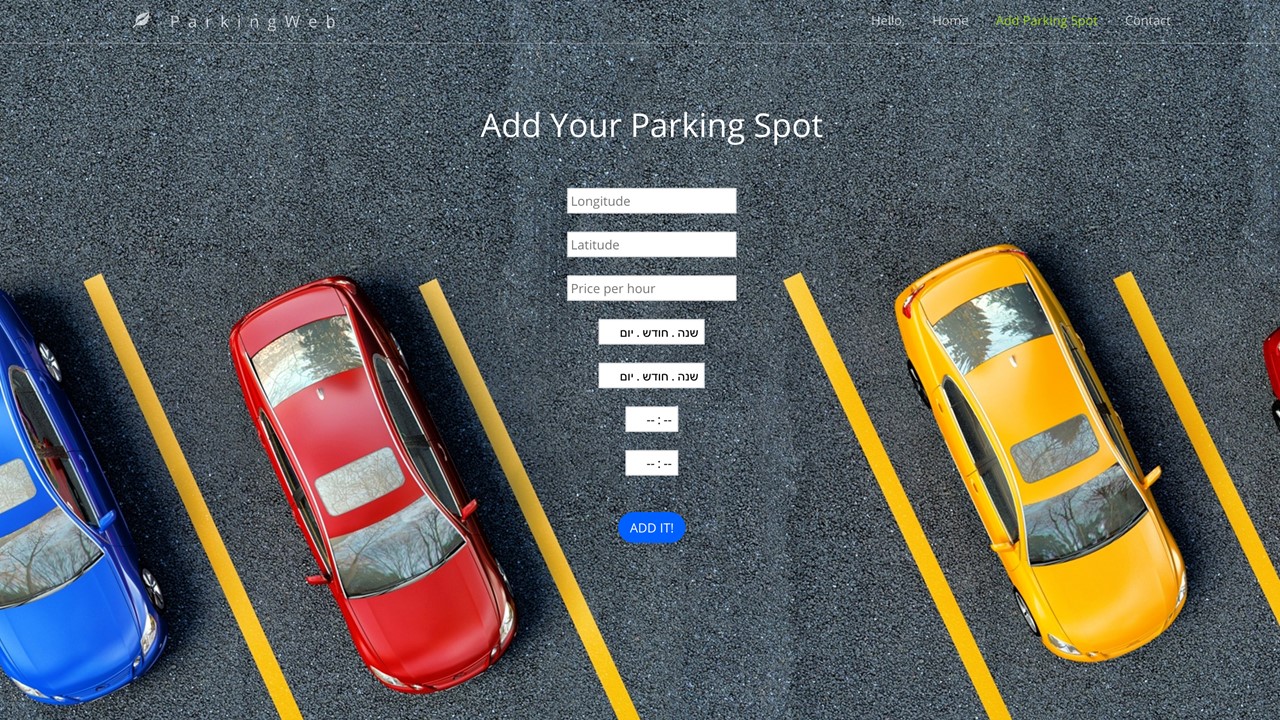 ParkingWeb
Hello, Home Add Parking Spot Contact
Add Your Parking Spot
Longitude
Latitude
Price per hour
שנה . חודש . יום
שנה . חודש . יום
-- : --
-- : --
ADD IT!